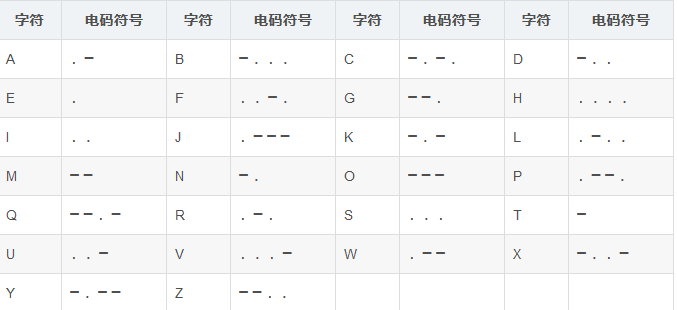 字符 电码符号 字符 电码符号 字符 电码符号 字符 电码符号
A . − B − . . . C − . − . D − . .
E . F . . − . G − − . H . . . .
I . . J . − − − K − . − L . − . .
M − − N − . O − − − P . − − .
Q − − . − R . − . S . . . T −
U . . − V . . . − W . − − X − . . −
Y − . − − Z − − . .